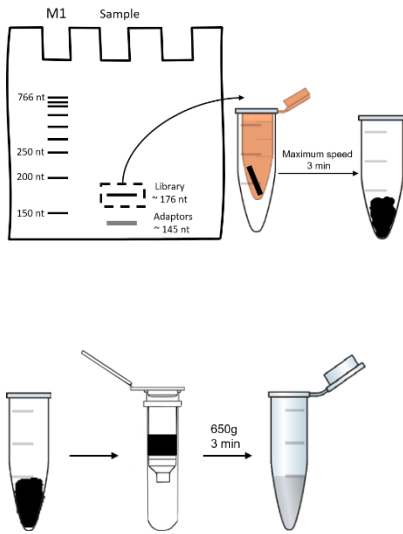 M1 Sample
766 nt
250 nt
200 nt
150 nt
Library
~ 176 nt
Adaptors
~ 145 nt
Maximum speed
3 min
650g
3 min